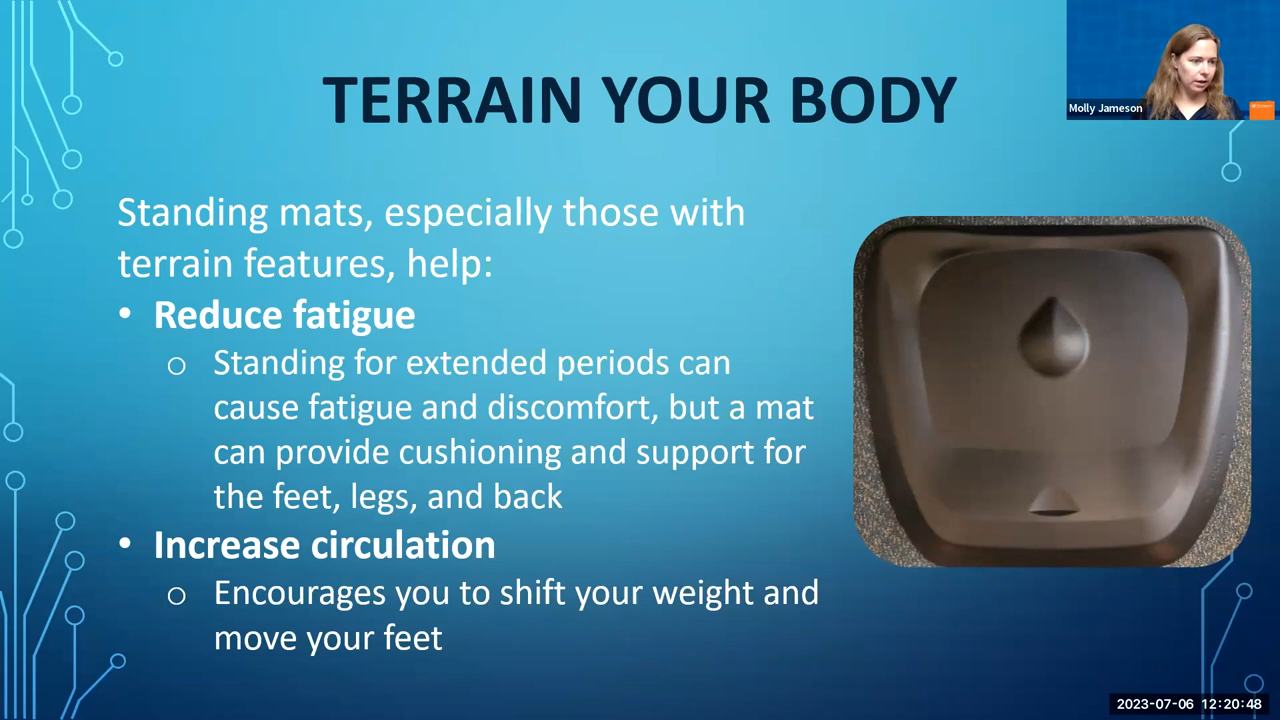 TERRAIN YOUR BODY
Molly Jameson
Standing mats, especially those with
terrain features, help:
• Reduce fatigue
o Standing for extended periods can
cause fatigue and discomfort, but a mat
can provide cushioning and support for
the feet, legs, and back
• Increase circulation
o Encourages you to shift your weight and
move your feet
2023-07-06 12:20:48